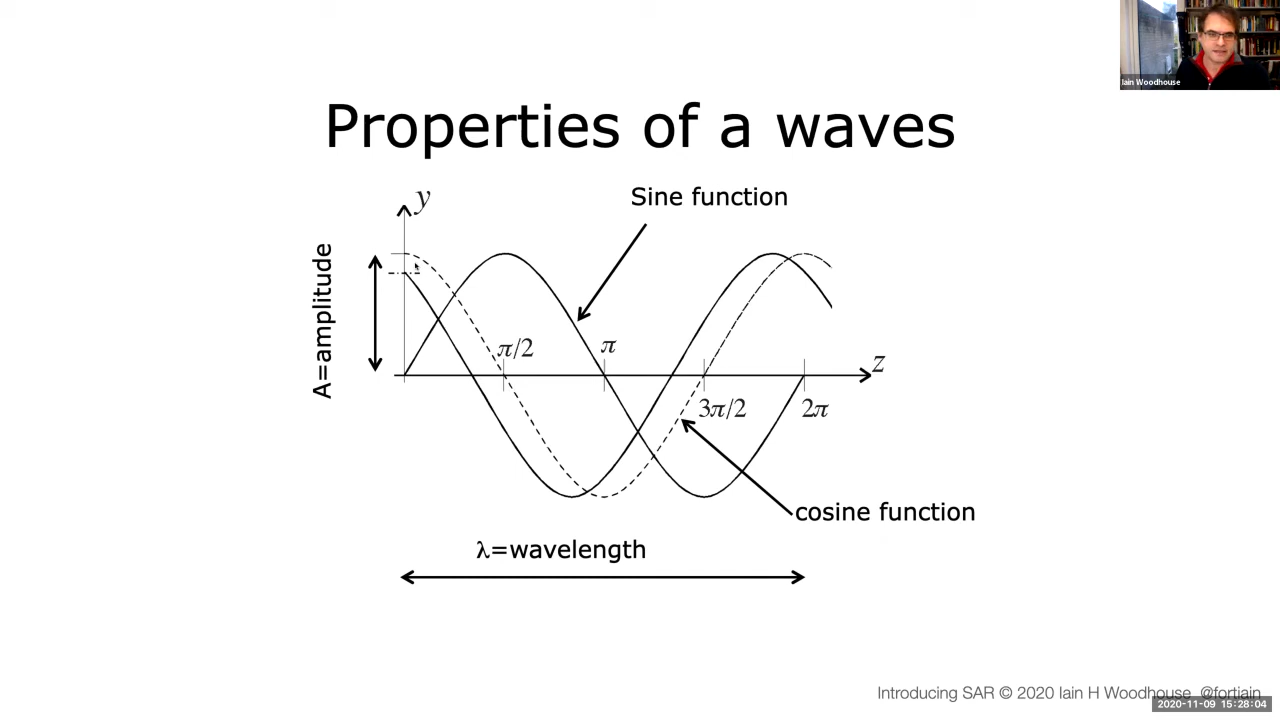 Iain Woodhouse
Properties of a waves
Sine function
y
A=amplitude
π/2
π
z
3π/2
2π
cosine function
λ=wavelength
Introducing SAR © 2020 Iain H Woodhouse @fortiain
2020-11-09 15:28:04